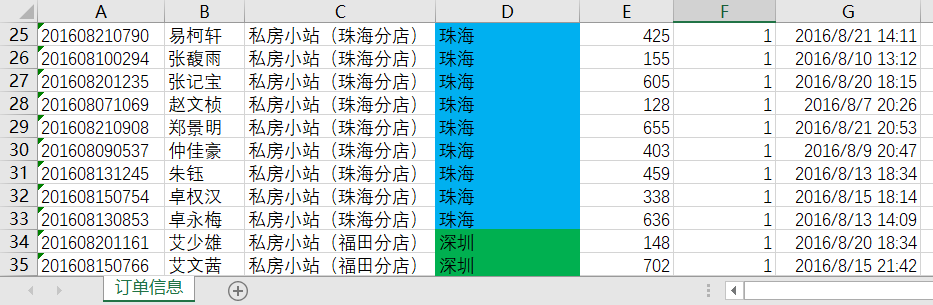 A B C D E F G
25 201608210790 易柯轩 私房小站（珠海分店） 珠海 425 1 2016/8/21 14:11
26 201608100294 张馥雨 私房小站（珠海分店） 珠海 155 1 2016/8/10 13:12
27 201608201235 张记宝 私房小站（珠海分店） 珠海 605 1 2016/8/20 18:15
28 201608071069 赵文桢 私房小站（珠海分店） 珠海 128 1 2016/8/7 20:26
29 201608210908 郑景明 私房小站（珠海分店） 珠海 655 1 2016/8/21 20:53
30 201608090537 仲佳豪 私房小站（珠海分店） 珠海 403 1 2016/8/9 20:47
31 201608131245 朱钰 私房小站（珠海分店） 珠海 459 1 2016/8/13 18:34
32 201608150754 卓权汉 私房小站（珠海分店） 珠海 338 1 2016/8/15 18:14
33 201608130853 卓永梅 私房小站（珠海分店） 珠海 636 1 2016/8/13 14:09
34 201608201161 艾少雄 私房小站（福田分店） 深圳 148 1 2016/8/20 18:34
35 201608150766 艾文茜 私房小站（福田分店） 深圳 702 1 2016/8/15 21:42
订单信息